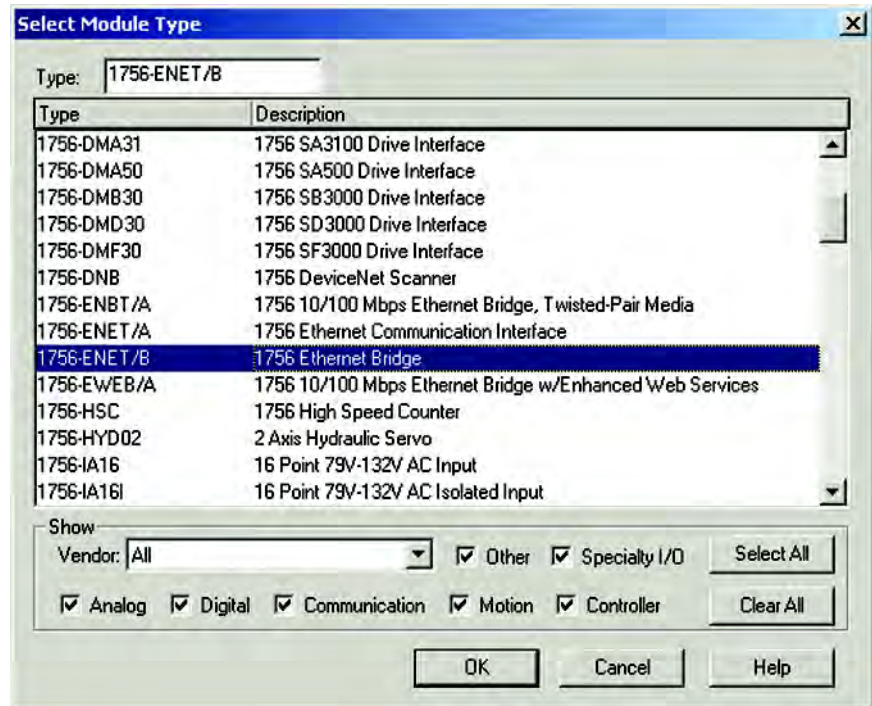 Select Module Type
Type: 1756-ENET/B
Type Description
1756-DMA31 1756 SA3100 Drive Interface
1756-DMA50 1756 SA500 Drive Interface
1756-DMB30 1756 SB3000 Drive Interface
1756-DMD30 1756 SD3000 Drive Interface
1756-DMF30 1756 SF3000 Drive Interface
1756-DNB 1756 DeviceNet Scanner
1756-ENBT/A 1756 10/100 Mbps Ethernet Bridge, Twisted-Pair Media
1756-ENET/A 1756 Ethernet Communication Interface
1756-ENET/B 1756 Ethernet Bridge
1756-EWEB/A 1756 10/100 Mbps Ethernet Bridge w/Enhanced Web Services
1756-HSC 1756 High Speed Counter
1756-HYD02 2 Axis Hydraulic Servo
1756-IA16 16 Point 79V-132V AC Input
1756-IA16I 16 Point 79V-132V AC Isolated Input
Show
Vendor: All Other Specialty I/O Select All
Analog Digital Communication Motion Controller Clear All
OK Cancel Help